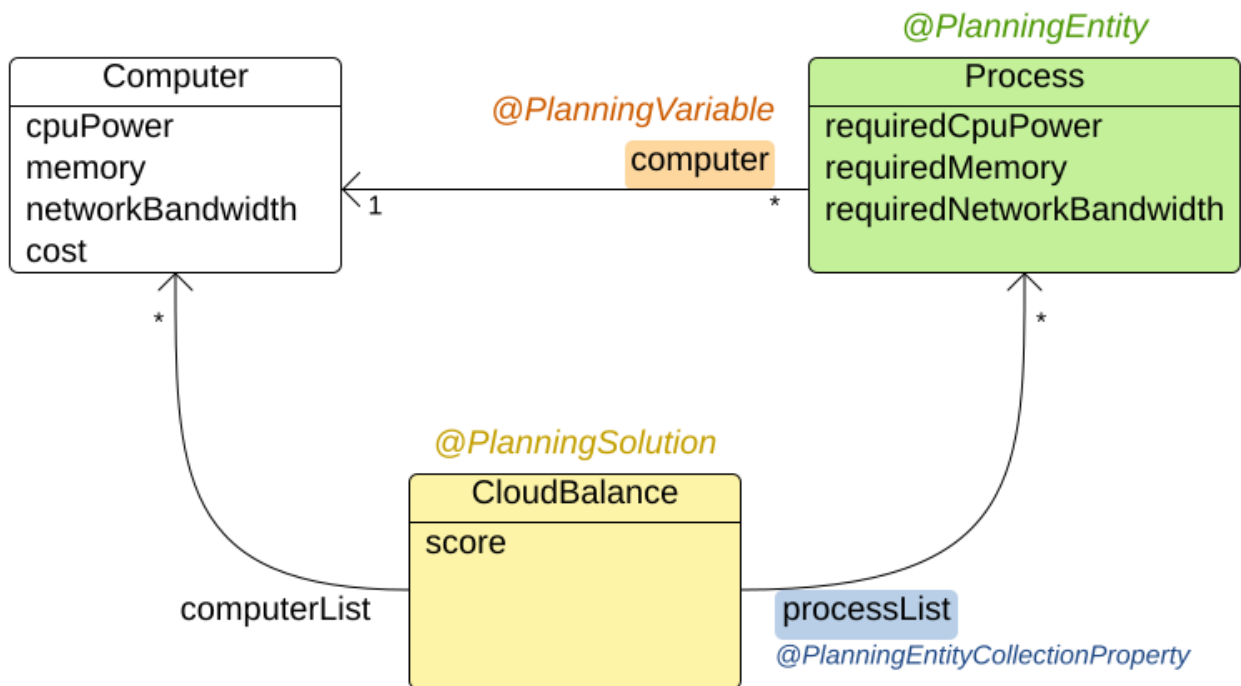 @PlanningEntity
Computer
cpuPower
memory
networkBandwidth
cost
@PlanningVariable
computer
1
*
Process
requiredCpuPower
requiredMemory
requiredNetworkBandwidth
*
*
@PlanningSolution
CloudBalance
score
computerList
processList
@PlanningEntityCollectionProperty